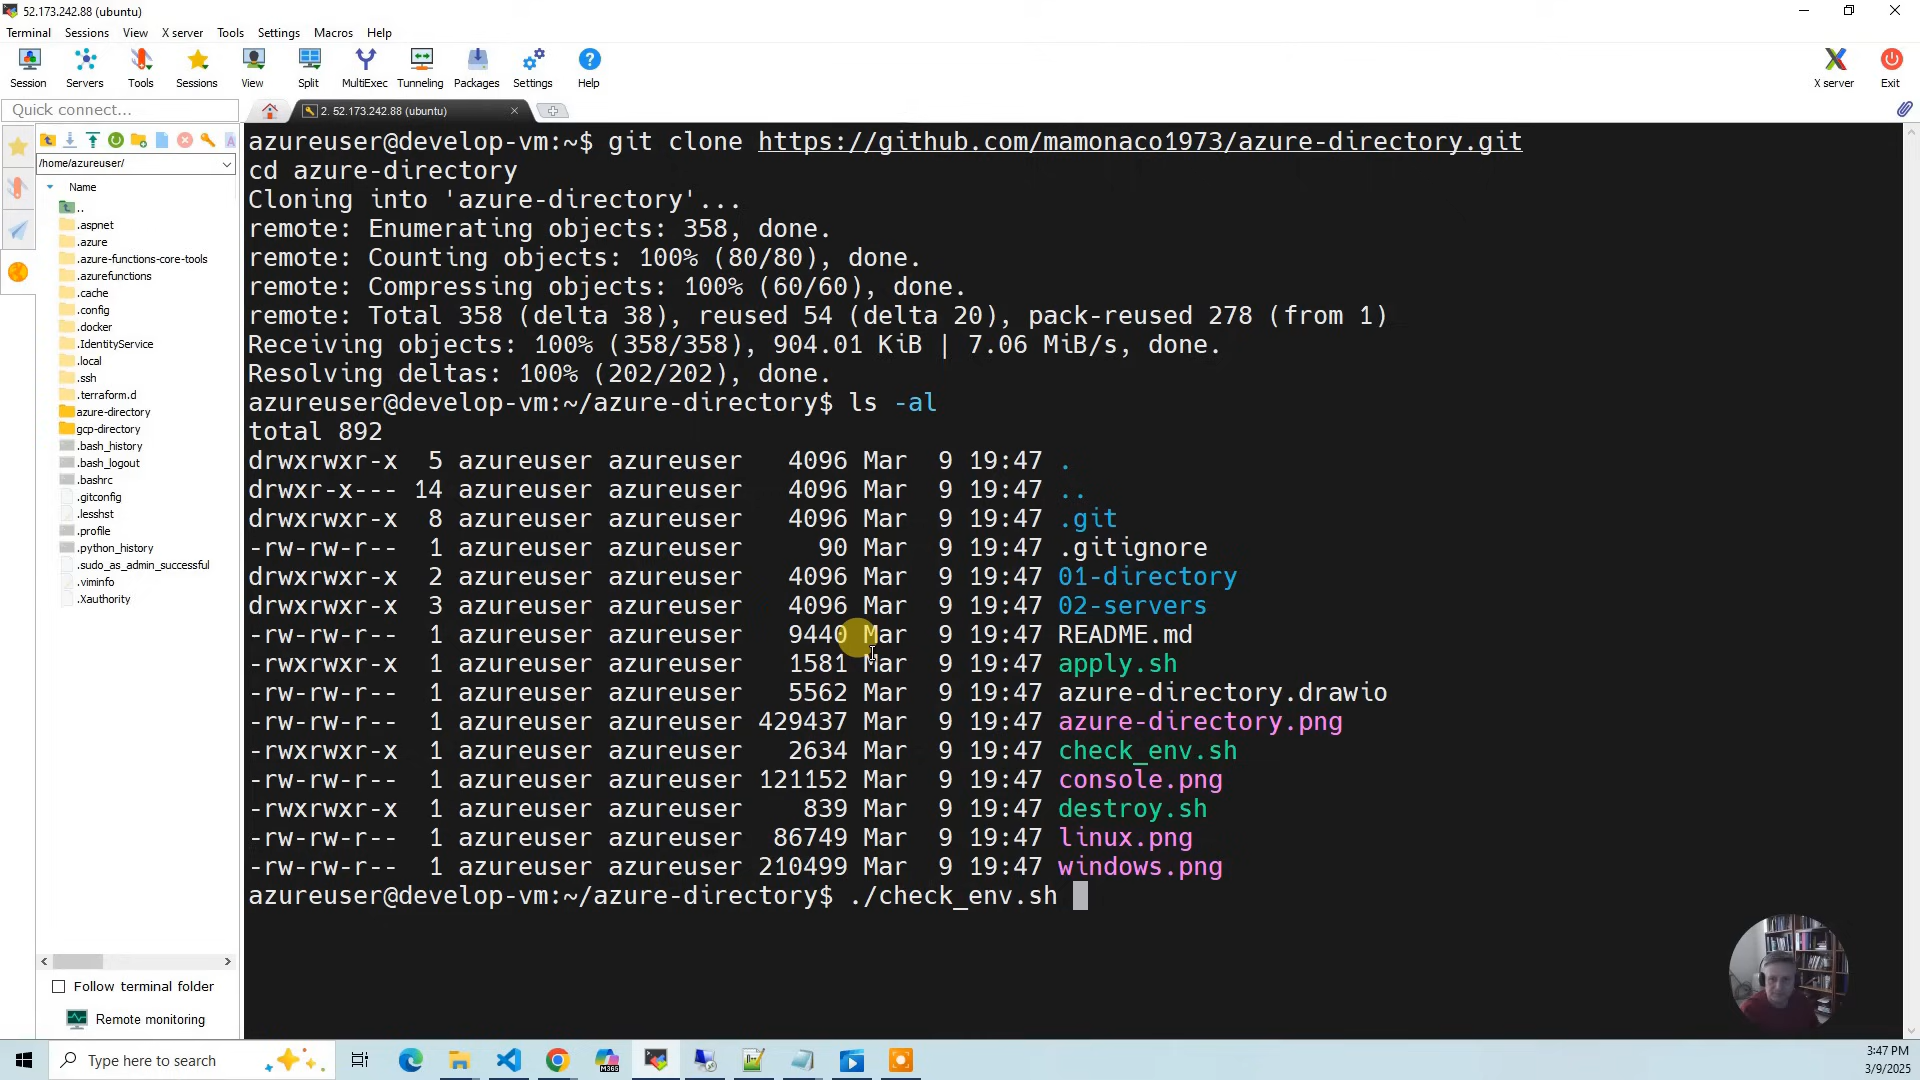 52.173.242.88 (ubuntu)
Terminal Sessions View X server Tools Settings Macros Help
Session Servers Tools Sessions View Split MultiExec Tunneling Packages Settings Help X server Exit
Quick connect...
2. 52.173.242.88 (ubuntu)
/home/azureuser/
Name
..
.aspnet
.azure
.azure-functions-core-tools
.azurefunctions
.cache
.config
.docker
.IdentityService
.local
.ssh
.terraform.d
azure-directory
gcp-directory
.bash_history
.bash_logout
.bashrc
.gitconfig
.lesshst
.profile
.python_history
.sudo_as_admin_successful
.viminfo
.Xauthority
Follow terminal folder
Remote monitoring
azureuser@develop-vm:~$ git clone https://github.com/mamonaco1973/azure-directory.git
cd azure-directory
Cloning into 'azure-directory'...
remote: Enumerating objects: 358, done.
remote: Counting objects: 100% (80/80), done.
remote: Compressing objects: 100% (60/60), done.
remote: Total 358 (delta 38), reused 54 (delta 20), pack-reused 278 (from 1)
Receiving objects: 100% (358/358), 904.01 KiB | 7.06 MiB/s, done.
Resolving deltas: 100% (202/202), done.
azureuser@develop-vm:~/azure-directory$ ls -al
total 892
drwxrwxr-x  5 azureuser azureuser   4096 Mar  9 19:47 .
drwxr-x--- 14 azureuser azureuser   4096 Mar  9 19:47 ..
drwxrwxr-x  8 azureuser azureuser   4096 Mar  9 19:47 .git
-rw-rw-r--  1 azureuser azureuser     90 Mar  9 19:47 .gitignore
drwxrwxr-x  2 azureuser azureuser   4096 Mar  9 19:47 01-directory
drwxrwxr-x  3 azureuser azureuser   4096 Mar  9 19:47 02-servers
-rw-rw-r--  1 azureuser azureuser   9440 Mar  9 19:47 README.md
-rwxrwxr-x  1 azureuser azureuser   1581 Mar  9 19:47 apply.sh
-rw-rw-r--  1 azureuser azureuser   5562 Mar  9 19:47 azure-directory.drawio
-rw-rw-r--  1 azureuser azureuser 429437 Mar  9 19:47 azure-directory.png
-rwxrwxr-x  1 azureuser azureuser   2634 Mar  9 19:47 check_env.sh
-rw-rw-r--  1 azureuser azureuser 121152 Mar  9 19:47 console.png
-rwxrwxr-x  1 azureuser azureuser    839 Mar  9 19:47 destroy.sh
-rw-rw-r--  1 azureuser azureuser  86749 Mar  9 19:47 linux.png
-rw-rw-r--  1 azureuser azureuser 210499 Mar  9 19:47 windows.png
azureuser@develop-vm:~/azure-directory$ ./check_env.sh
Type here to search
M365
3:47 PM
3/9/2025